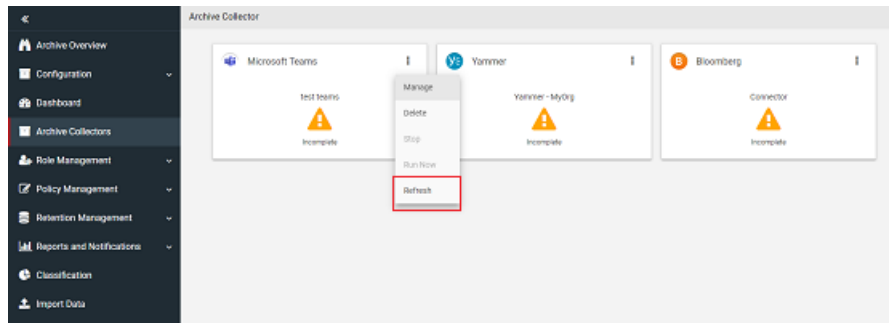 «
Archive Collector
Archive Overview
Configuration
Dashboard
Archive Collectors
Role Management
Policy Management
Retention Management
Reports and Notifications
Classification
Import Data
Microsoft Teams
test teams
Incomplete
Manage
Delete
Stop
Run Now
Refresh
Yammer
Yammer - MyOrg
Incomplete
B Bloomberg
Connector
Incomplete